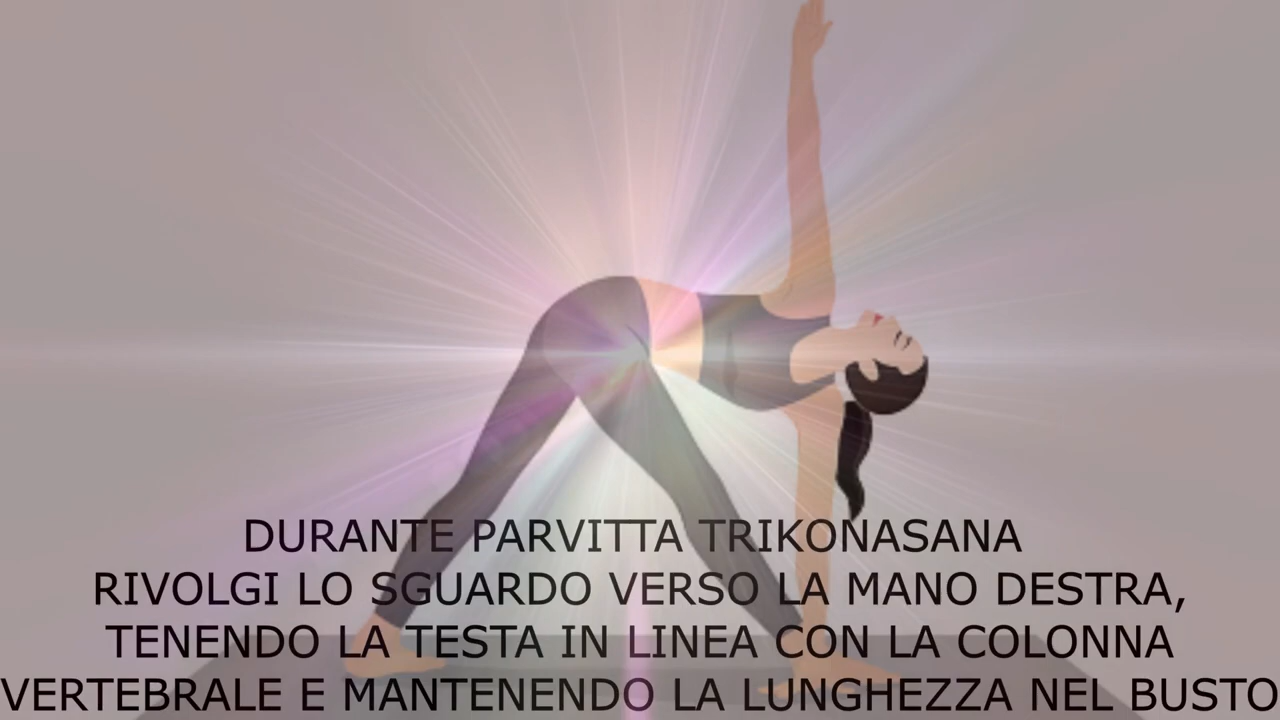 DURANTE PARVITTA TRIKONASANA
RIVOLGI LO SGUARDO VERSO LA MANO DESTRA,
TENENDO LA TESTA IN LINEA CON LA COLONNA
VERTEBRALE E MANTENENDO LA LUNGHEZZA NEL BUSTO